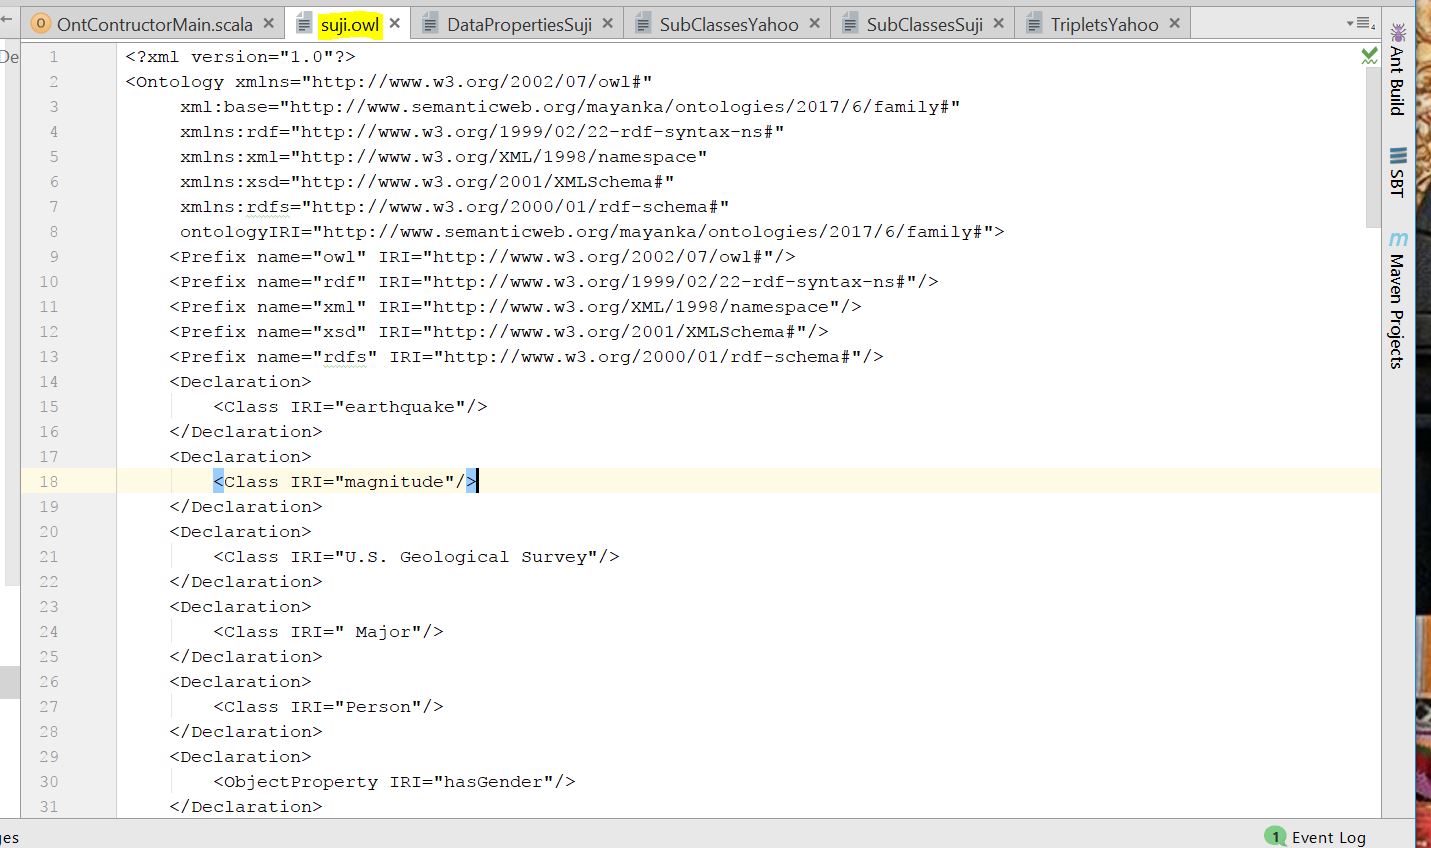 OntContructorMain.scala suji.owl DataPropertiesSuji SubClassesYahoo SubClassesSuji TripletsYahoo
De
1 <?xml version="1.0"?>
2 <Ontology xmlns="http://www.w3.org/2002/07/owl#"
3 xml:base="http://www.semanticweb.org/mayanka/ontologies/2017/6/family#"
4 xmlns:rdf="http://www.w3.org/1999/02/22-rdf-syntax-ns#"
5 xmlns:xml="http://www.w3.org/XML/1998/namespace"
6 xmlns:xsd="http://www.w3.org/2001/XMLSchema#"
7 xmlns:rdfs="http://www.w3.org/2000/01/rdf-schema#"
8 ontologyIRI="http://www.semanticweb.org/mayanka/ontologies/2017/6/family#">
9 <Prefix name="owl" IRI="http://www.w3.org/2002/07/owl#"/>
10 <Prefix name="rdf" IRI="http://www.w3.org/1999/02/22-rdf-syntax-ns#"/>
11 <Prefix name="xml" IRI="http://www.w3.org/XML/1998/namespace"/>
12 <Prefix name="xsd" IRI="http://www.w3.org/2001/XMLSchema#"/>
13 <Prefix name="rdfs" IRI="http://www.w3.org/2000/01/rdf-schema#"/>
14 <Declaration>
15 <Class IRI="earthquake"/>
16 </Declaration>
17 <Declaration>
18 <Class IRI="magnitude"/>
19 </Declaration>
20 <Declaration>
21 <Class IRI="U.S. Geological Survey"/>
22 </Declaration>
23 <Declaration>
24 <Class IRI=" Major"/>
25 </Declaration>
26 <Declaration>
27 <Class IRI="Person"/>
28 </Declaration>
29 <Declaration>
30 <ObjectProperty IRI="hasGender"/>
31 </Declaration>
Ant Build
SBT
m Maven Projects
ges
1 Event Log